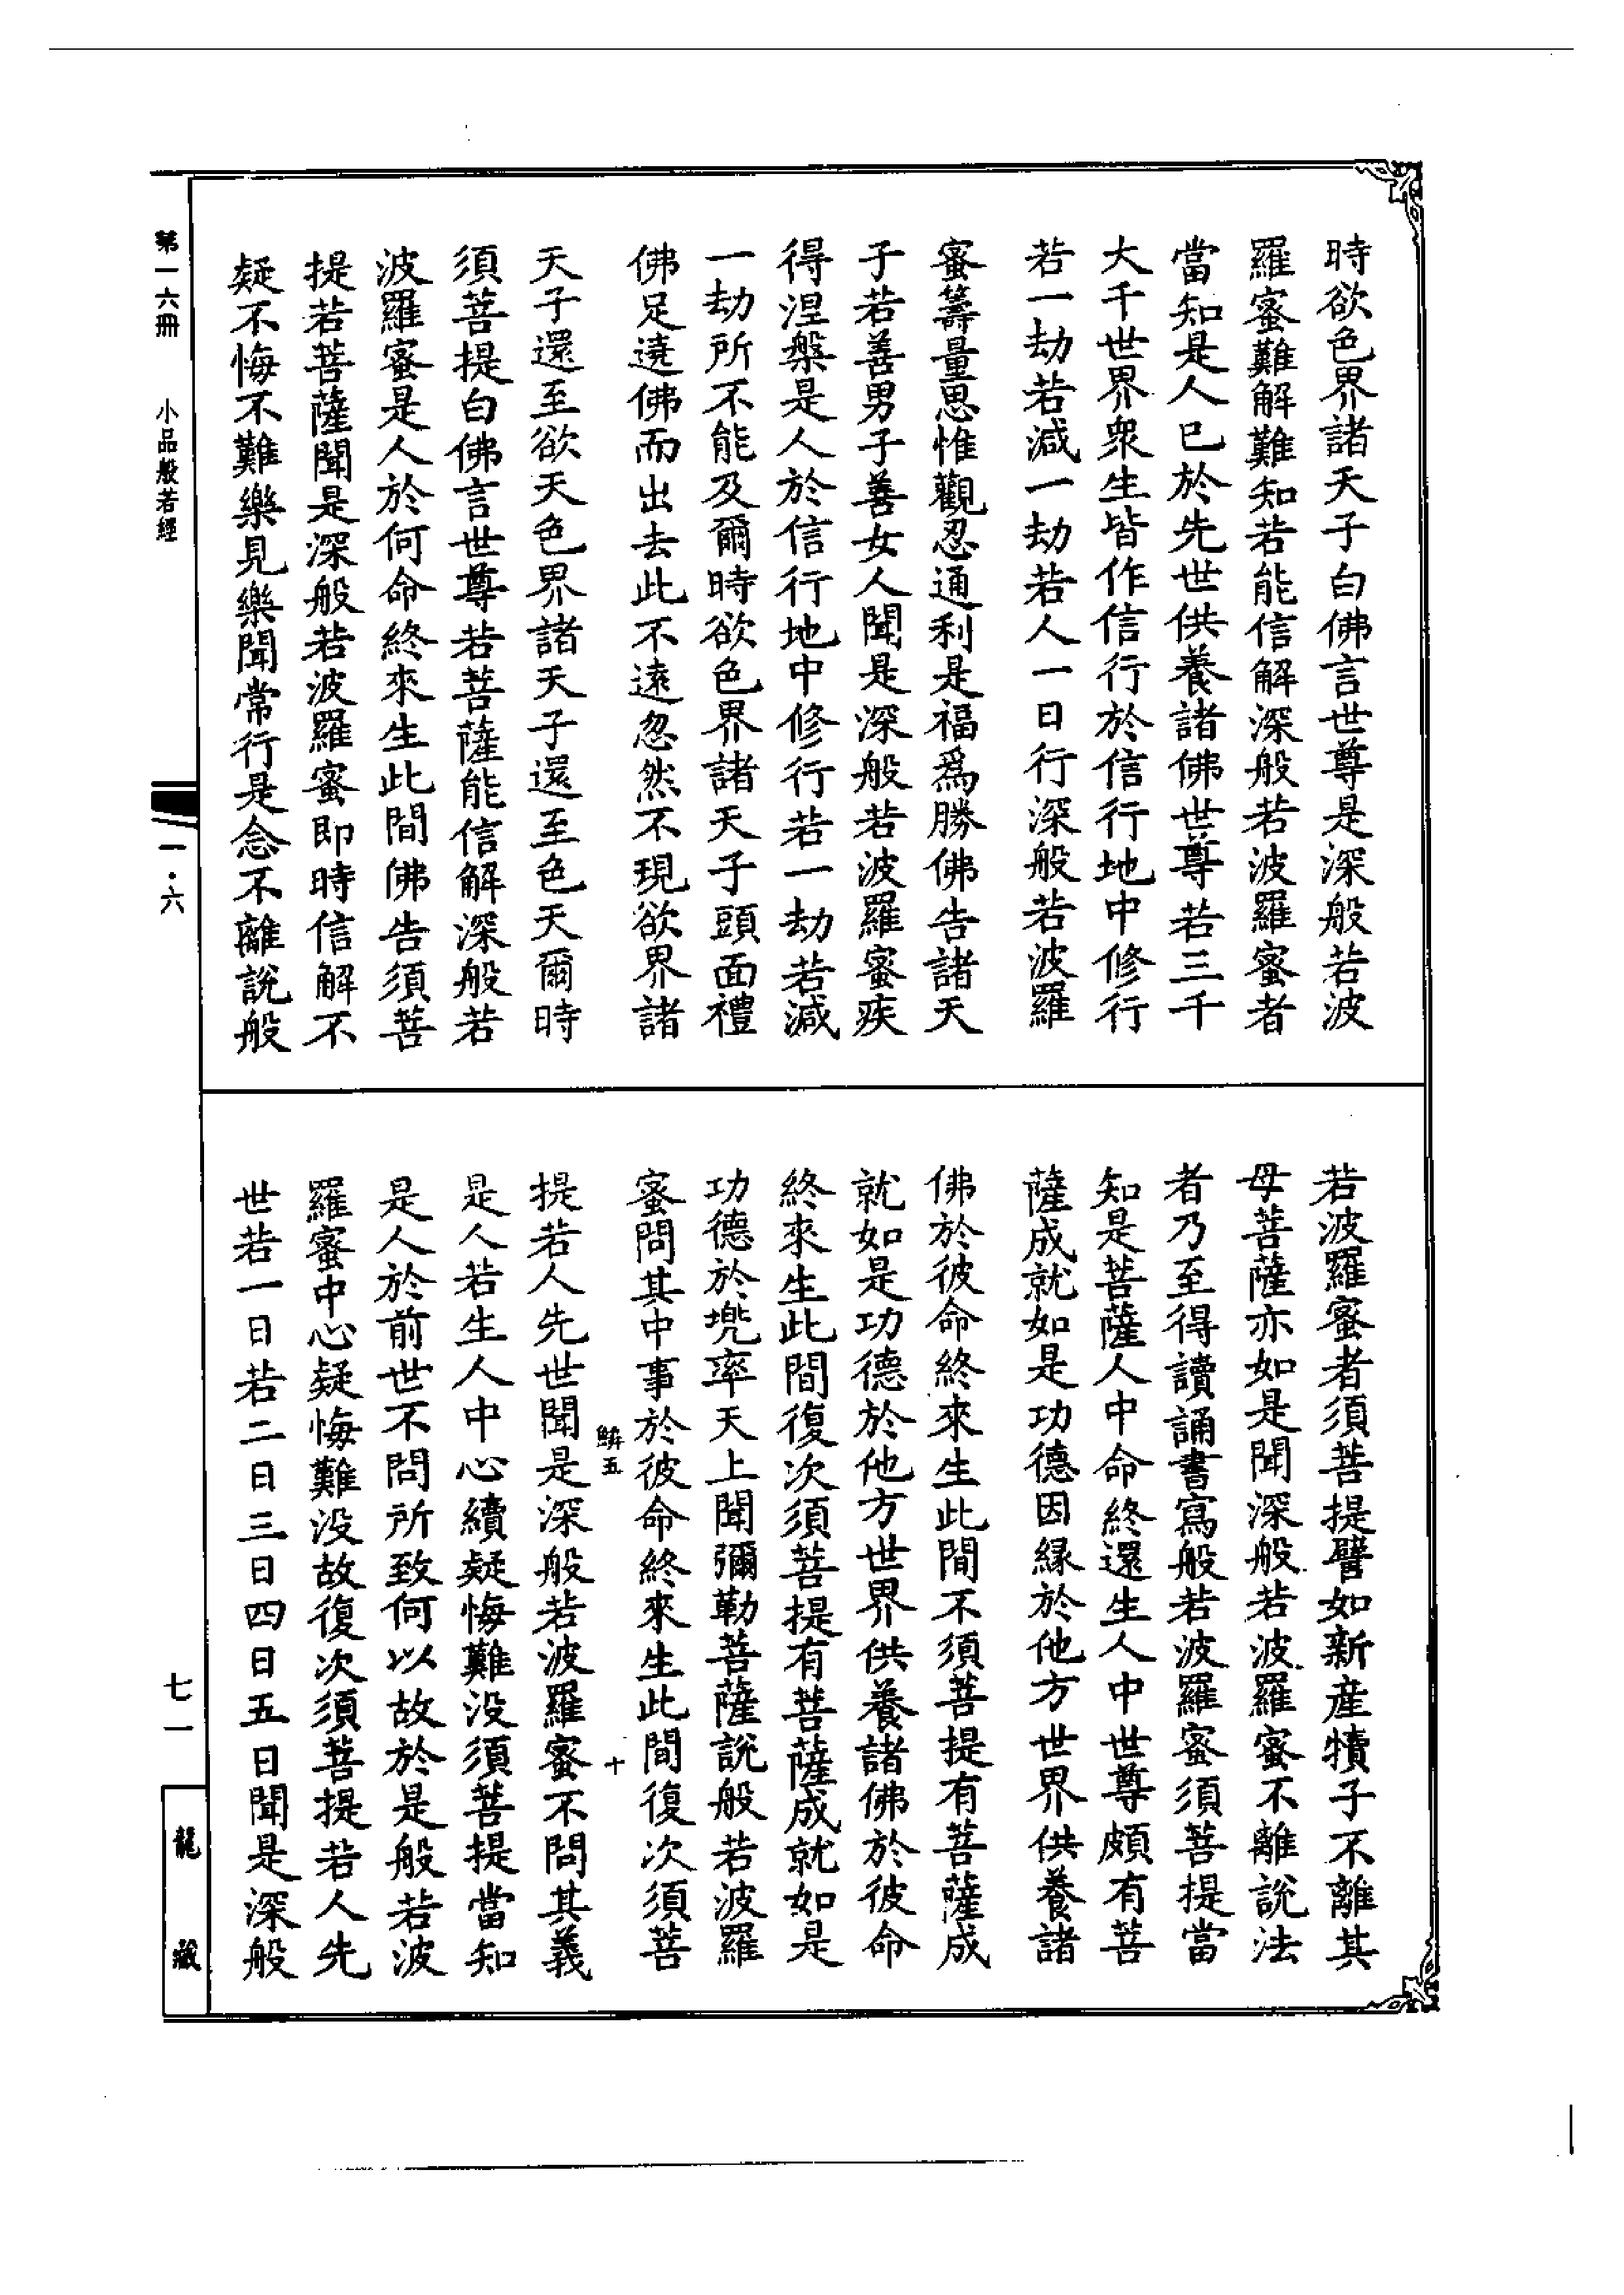 時欲色界諸天子白佛言世尊是深般若波
羅蜜難解難知若能信解深般若波羅蜜者
當知是人已於先世供養諸佛世尊若三千
大千世界衆生皆作信行於信行地中修行
若一劫若減一劫若人一日行深般若波羅
蜜籌量思惟觀忍通利是福爲勝佛告諸天
子若善男子善女人聞是深般若波羅蜜疾
得涅槃是人於信行地中修行若一劫若減
一劫所不能及爾時欲色界諸天子頭面禮
佛足遶佛而出去此不遠忽然不現欲界諸
天子還至欲天色界諸天子還至色天爾時
須菩提白佛言世尊若菩薩能信解深般若
波羅蜜是人於何命終來生此間佛告須菩
提若菩薩聞是深般若波羅蜜即時信解不
疑不悔不難樂見樂聞常行是念不離說般
若波羅蜜者須菩提譬如新產犢子不離其
母菩薩亦如是聞深般若波羅蜜不離說法
者乃至得讀誦書寫般若波羅蜜須菩提當
知是菩薩人中命終還生人中世尊頗有菩
薩成就如是功德因緣於他方世界供養諸
佛於彼命終來生此間不須菩提有菩薩成
就如是功德於他方世界供養諸佛於彼命
終來生此間復次須菩提有菩薩成就如是
功德於兠率天上聞彌勒菩薩說般若波羅
蜜問其中事於彼命終來生此間復次須菩
鱗五
十
提若人先世聞是深般若波羅蜜不問其義
是人若生人中心續疑悔難没須菩提當知
是人於前世不問所致何以故於是般若波
羅蜜中心疑悔難没故復次須菩提若人先
世若一日若二日三日四日五日聞是深般
第一六冊
小品般若經
一·六
七一
龍藏